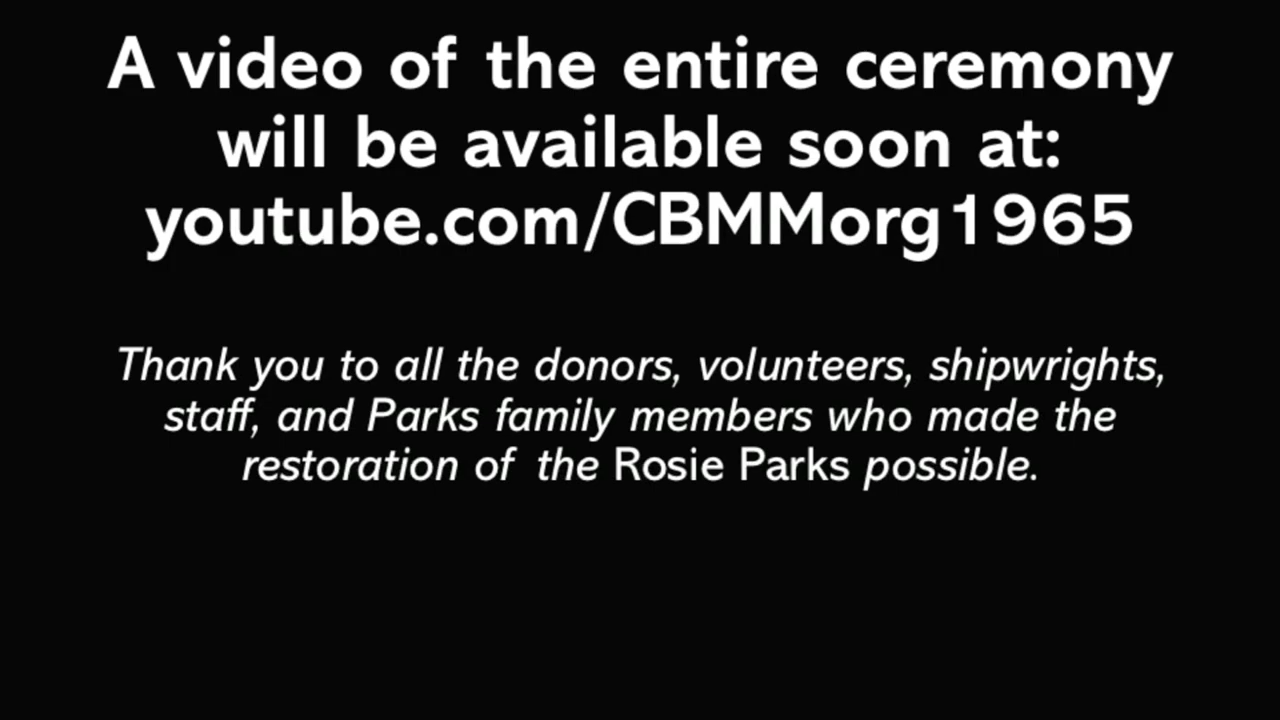 A video of the entire ceremony
will be available soon at:
youtube.com/CBMMorg1965
Thank you to all the donors, volunteers, shipwrights,
staff, and Parks family members who made the
restoration of the Rosie Parks possible.